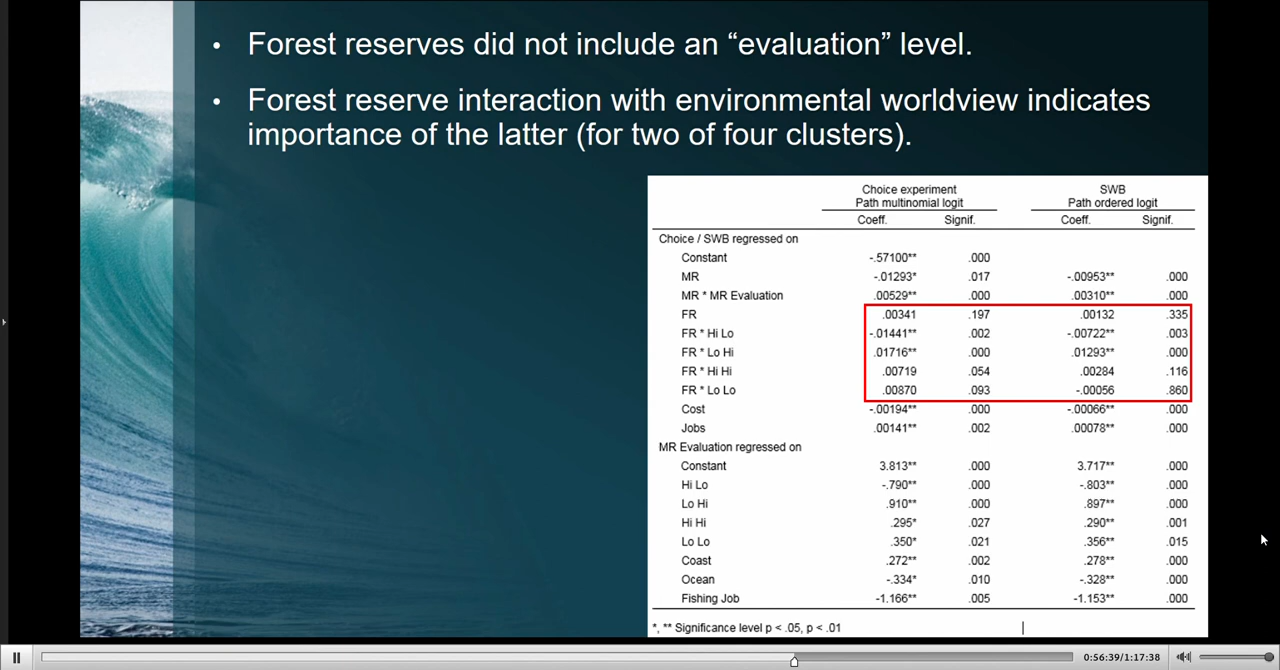 • Forest reserves did not include an “evaluation” level.
• Forest reserve interaction with environmental worldview indicates
importance of the latter (for two of four clusters).
Choice experiment SWB
Path multinomial logit Path ordered logit
Coeff. Signif. Coeff. Signif.
Choice / SWB regressed on
Constant -.57100** .000
MR -.01293* .017 -.00953** .000
MR * MR Evaluation .00529** .000 .00310** .000
FR .00341 .197 .00132 .335
FR * Hi Lo -.01441** .002 -.00722** .003
FR * Lo Hi .01716** .000 .01293** .000
FR * Hi Hi .00719 .054 .00284 .116
FR * Lo Lo .00870 .093 -.00056 .860
Cost -.00194** .000 -.00066** .000
Jobs .00141** .002 .00078** .000
MR Evaluation regressed on
Constant 3.813** .000 3.717** .000
Hi Lo -.790** .000 -.803** .000
Lo Hi .910** .000 .897** .000
Hi Hi .295* .027 .290** .001
Lo Lo .350* .021 .356** .015
Coast .272** .002 .278** .000
Ocean -.334* .010 -.328** .000
Fishing Job -1.166** .005 -1.153** .000
*, ** Significance level p < .05, p < .01
0:56:39/1:17:38